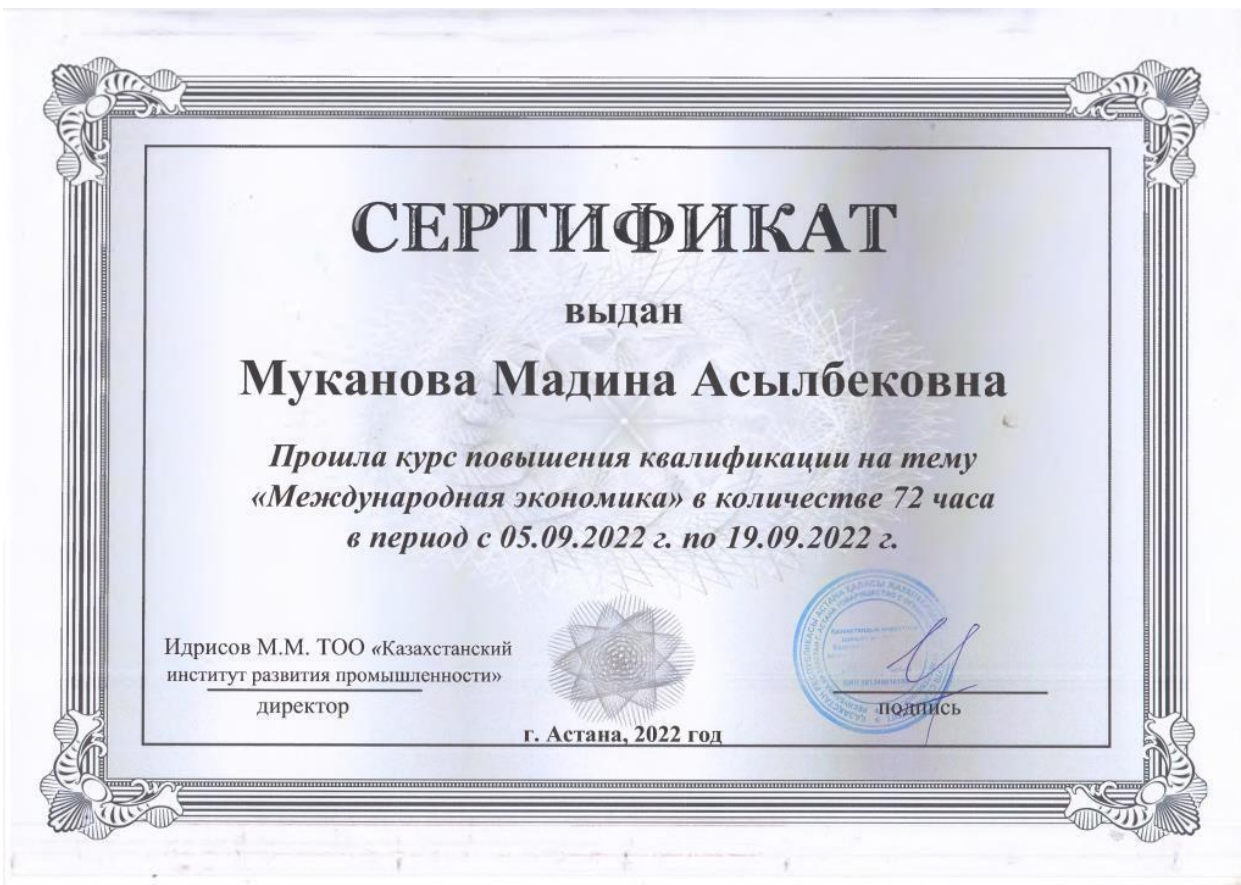 СЕРТИФИКАТ
выдан
Муканова Мадина Асылбековна
Прошла курс повышения квалификации на тему
«Международная экономика» в количестве 72 часа
в период с 05.09.2022 г. по 19.09.2022 г.
Идрисов М.М. ТОО «Казахстанский
институт развития промышленности»
директор
подпись
г. Астана, 2022 год